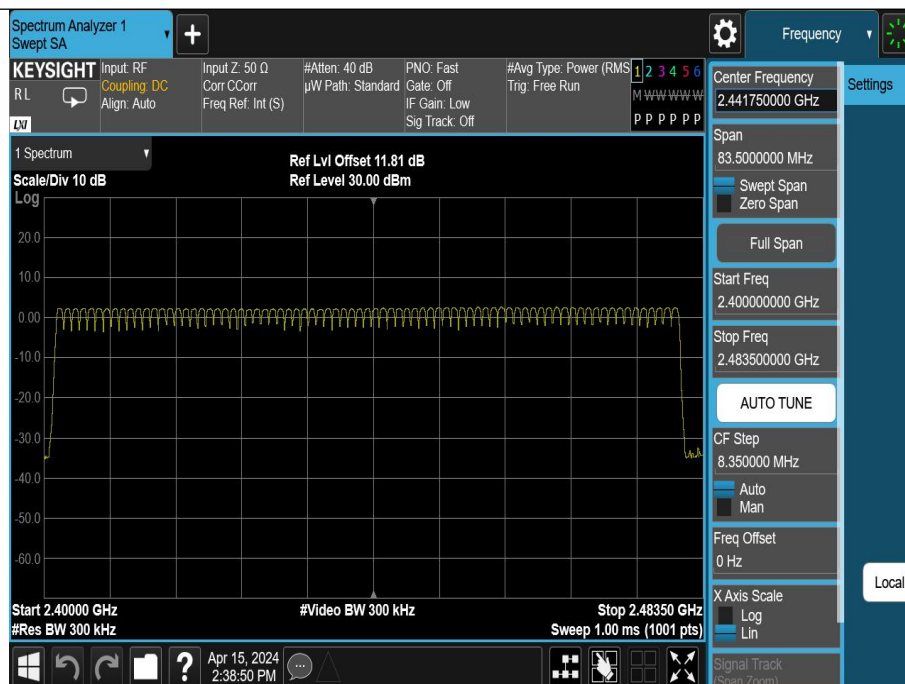 Spectrum Analyzer 1
Swept SA
Frequency
KEYSIGHT
RL
LXI
Input: RF
Coupling: DC
Align: Auto
Input Z: 50 Ω
Corr CCorr
Freq Ref: Int (S)
#Atten: 40 dB
µW Path: Standard
PNO: Fast
Gate: Off
IF Gain: Low
Sig Track: Off
#Avg Type: Power (RMS
Trig: Free Run
1 2 3 4 5 6
M W W W W W
P P P P P P
1 Spectrum
Scale/Div 10 dB
Log
Ref Lvl Offset 11.81 dB
Ref Level 30.00 dBm
20.0
10.0
0.00
-10.0
-20.0
-30.0
-40.0
-50.0
-60.0
Start 2.40000 GHz
#Res BW 300 kHz
#Video BW 300 kHz
Stop 2.48350 GHz
Sweep 1.00 ms (1001 pts)
Center Frequency
2.441750000 GHz
Settings
Span
83.5000000 MHz
Swept Span
Zero Span
Full Span
Start Freq
2.400000000 GHz
Stop Freq
2.483500000 GHz
AUTO TUNE
CF Step
8.350000 MHz
Auto
Man
Freq Offset
0 Hz
Local
X Axis Scale
Log
Lin
Signal Track
(Span Zoom)
?
Apr 15, 2024
2:38:50 PM